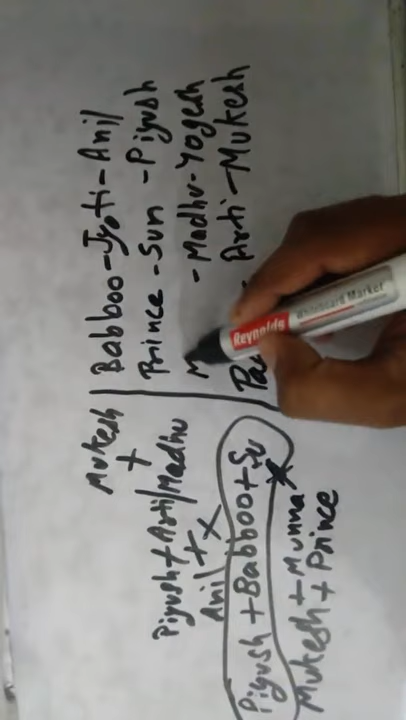 Babboo-Jyoti-Anil
Prince-Sun-Piyush
M -Madhu-Yogesh
Arti-Mukesh
Mukesh
+
Piyush+Arti/Madhu
+ ×
Anil
Piyush+Babboo+
Mukesh+Munna
+Prince
Reynolds
Whiteboard Marker